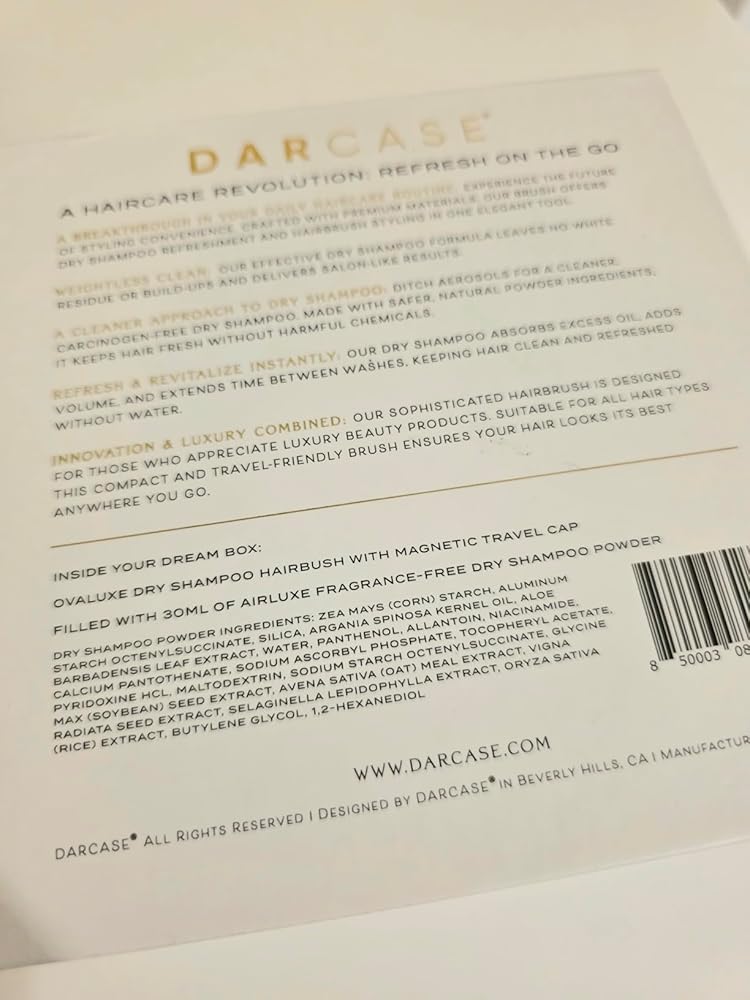 DARCASE®
A HAIRCARE REVOLUTION: REFRESH ON THE GO
A BREAKTHROUGH IN YOUR DAILY HAIRCARE ROUTINE: EXPERIENCE THE FUTURE
OF STYLING CONVENIENCE. CRAFTED WITH PREMIUM MATERIALS, OUR BRUSH OFFERS
DRY SHAMPOO REFRESHMENT AND HAIRBRUSH STYLING IN ONE ELEGANT TOOL.
WEIGHTLESS CLEAN: OUR EFFECTIVE DRY SHAMPOO FORMULA LEAVES NO WHITE
RESIDUE OR BUILD-UPS AND DELIVERS SALON-LIKE RESULTS.
A CLEANER APPROACH TO DRY SHAMPOO: DITCH AEROSOLS FOR A CLEANER,
CARCINOGEN-FREE DRY SHAMPOO. MADE WITH SAFER, NATURAL POWDER INGREDIENTS,
IT KEEPS HAIR FRESH WITHOUT HARMFUL CHEMICALS.
REFRESH & REVITALIZE INSTANTLY: OUR DRY SHAMPOO ABSORBS EXCESS OIL, ADDS
VOLUME, AND EXTENDS TIME BETWEEN WASHES, KEEPING HAIR CLEAN AND REFRESHED
WITHOUT WATER.
INNOVATION & LUXURY COMBINED: OUR SOPHISTICATED HAIRBRUSH IS DESIGNED
FOR THOSE WHO APPRECIATE LUXURY BEAUTY PRODUCTS. SUITABLE FOR ALL HAIR TYPES
THIS COMPACT AND TRAVEL-FRIENDLY BRUSH ENSURES YOUR HAIR LOOKS ITS BEST
ANYWHERE YOU GO.
INSIDE YOUR DREAM BOX:
OVALUXE DRY SHAMPOO HAIRBUSH WITH MAGNETIC TRAVEL CAP
FILLED WITH 30ML OF AIRLUXE FRAGRANCE-FREE DRY SHAMPOO POWDER
DRY SHAMPOO POWDER INGREDIENTS: ZEA MAYS (CORN) STARCH, ALUMINUM
STARCH OCTENYLSUCCINATE, SILICA, ARGANIA SPINOSA KERNEL OIL, ALOE
BARBADENSIS LEAF EXTRACT, WATER, PANTHENOL, ALLANTOIN, NIACINAMIDE,
CALCIUM PANTOTHENATE, SODIUM ASCORBYL PHOSPHATE, TOCOPHERYL ACETATE,
PYRIDOXINE HCL, MALTODEXTRIN, SODIUM STARCH OCTENYLSUCCINATE, GLYCINE
MAX (SOYBEAN) SEED EXTRACT, AVENA SATIVA (OAT) MEAL EXTRACT, VIGNA
RADIATA SEED EXTRACT, SELAGINELLA LEPIDOPHYLLA EXTRACT, ORYZA SATIVA
(RICE) EXTRACT, BUTYLENE GLYCOL, 1,2-HEXANEDIOL
8 50003 08
WWW.DARCASE.COM
DARCASE® ALL RIGHTS RESERVED | DESIGNED BY DARCASE® IN BEVERLY HILLS, CA | MANUFACTUR